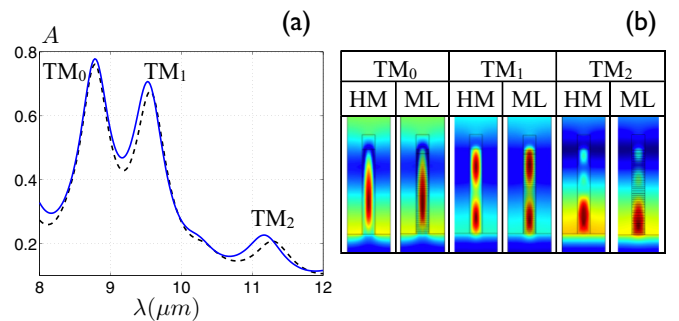 (a)
(b)
A
0.8
0.6
0.4
0.2
TM₀
TM₁
TM₂
8
9
10
11
12
λ(μm)
TM₀ TM₁ TM₂
HM ML HM ML HM ML